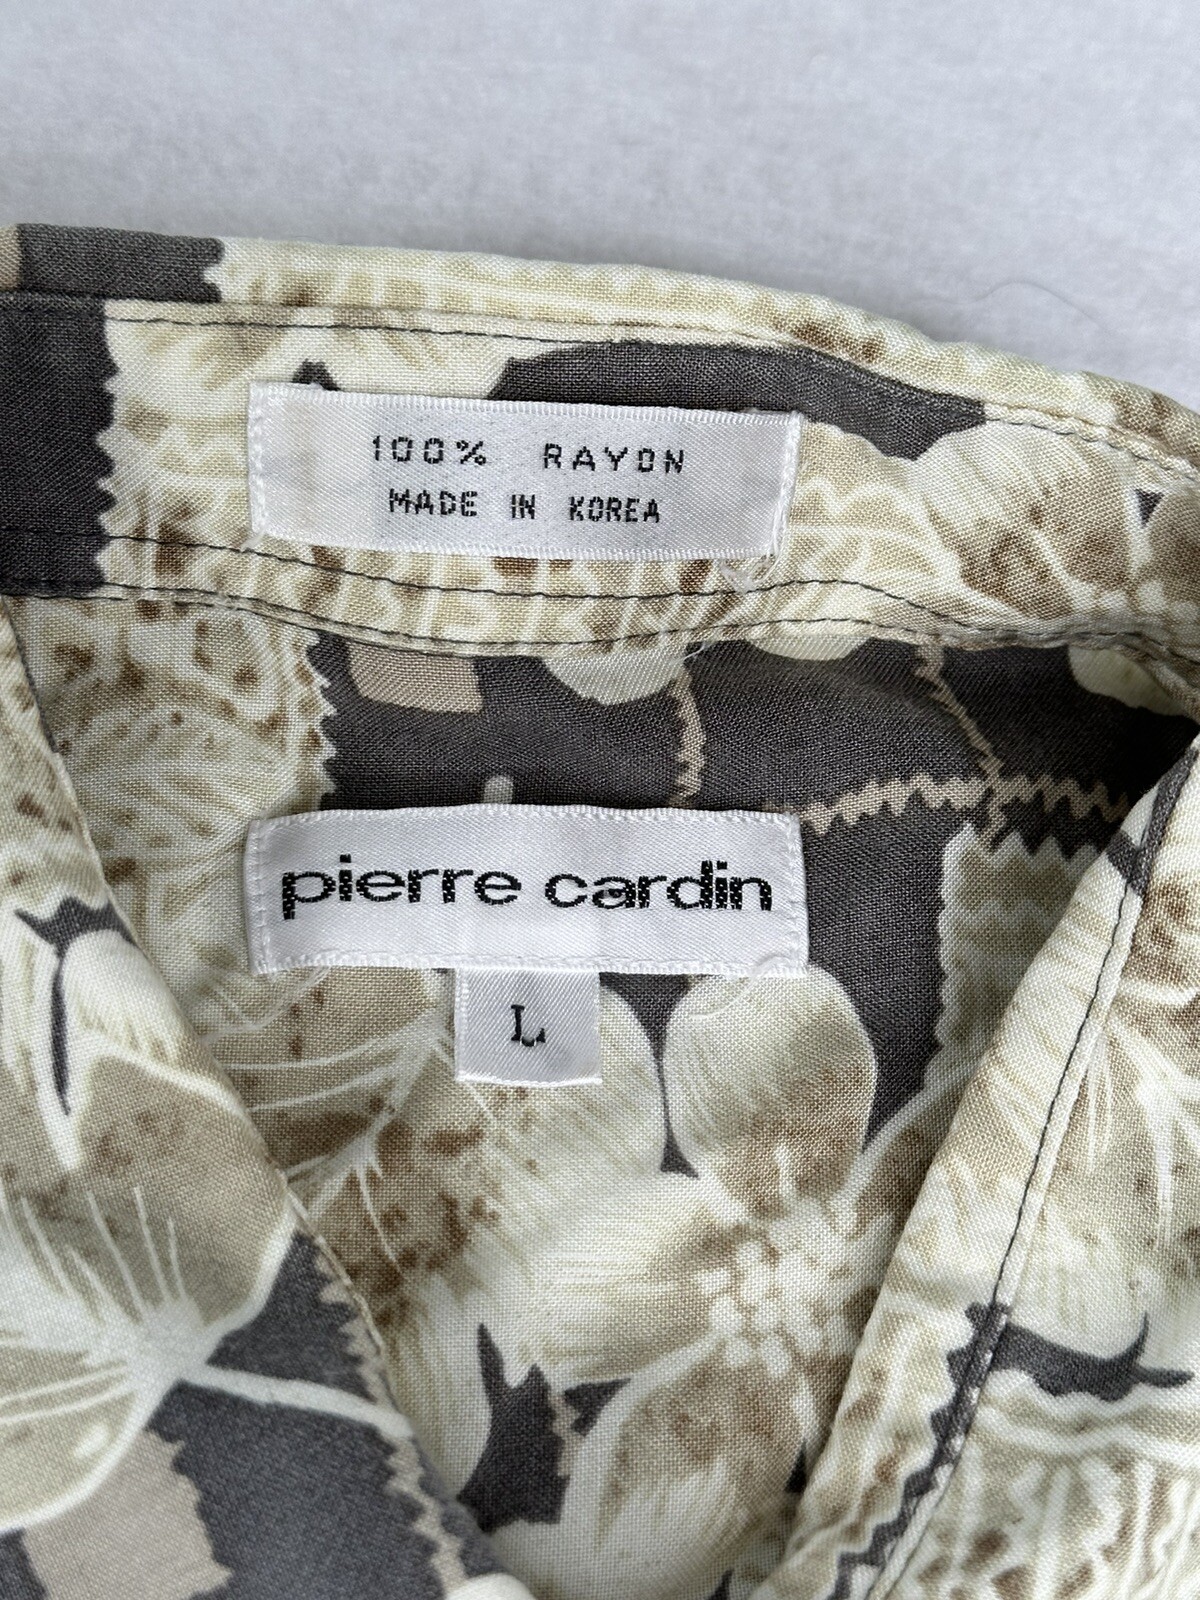 100% RAYON
MADE IN KOREA
pierre cardin
L